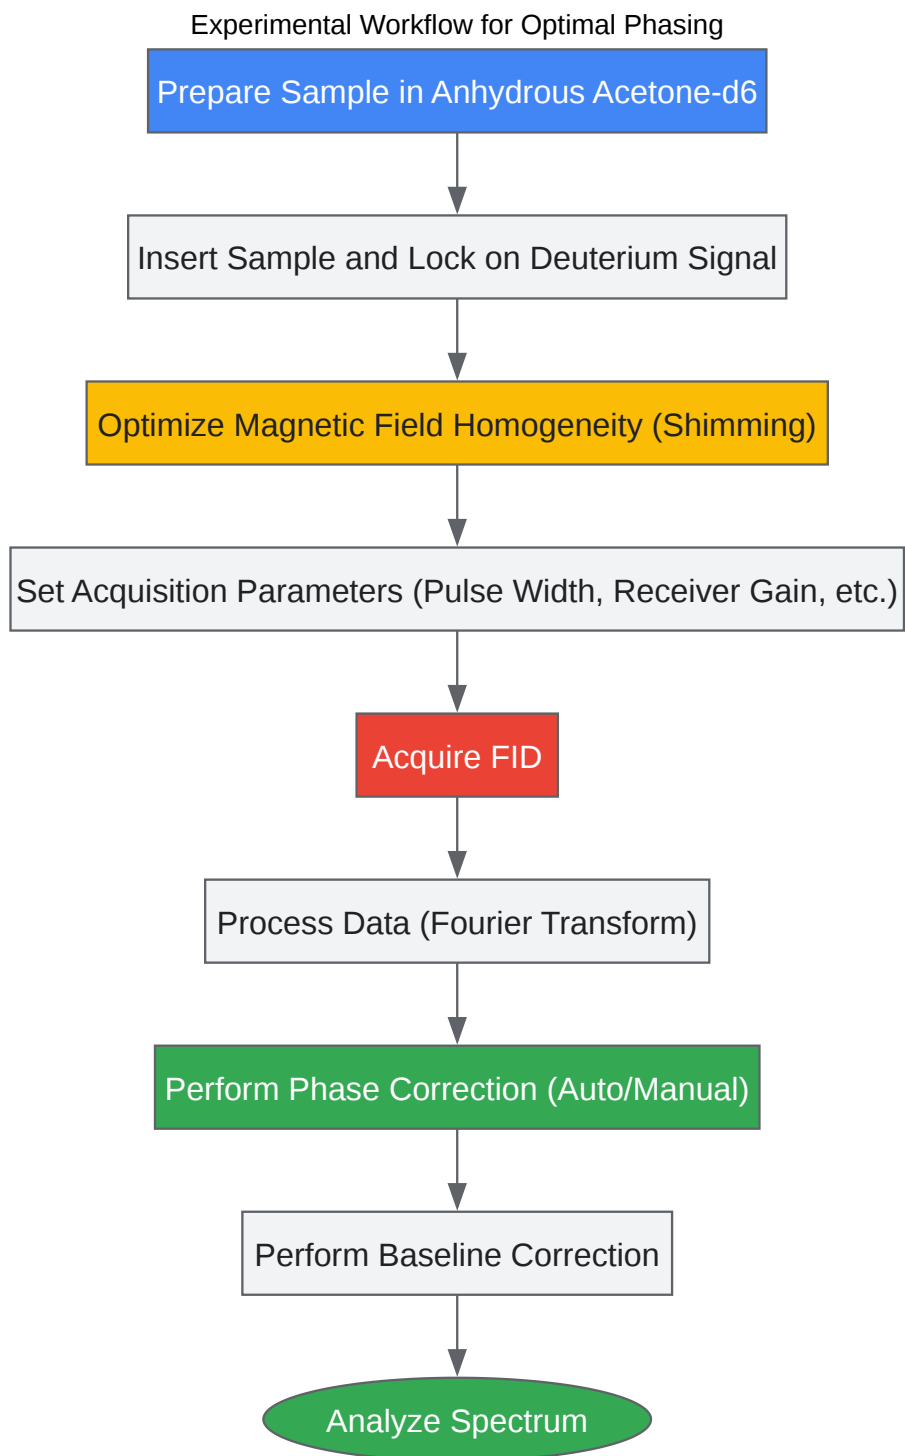 Experimental Workflow for Optimal Phasing
Prepare Sample in Anhydrous Acetone-d6
Insert Sample and Lock on Deuterium Signal
Optimize Magnetic Field Homogeneity (Shimming)
Set Acquisition Parameters (Pulse Width, Receiver Gain, etc.)
Acquire FID
Process Data (Fourier Transform)
Perform Phase Correction (Auto/Manual)
Perform Baseline Correction
Analyze Spectrum